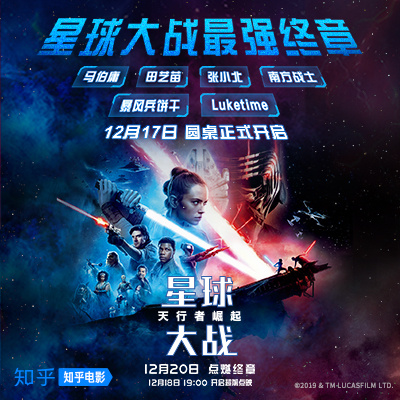 星球大战最强终章
马伯庸 田艺苗 张小北 南方战士
暴风兵饼干 Luketime
12月17日 圆桌正式开启
星球
天行者崛起
大战
12月20日 点燃终章
12月18日 19:00 开启首席点映
知乎 知乎电影
©2019 & TM-LUCASFILM LTD.